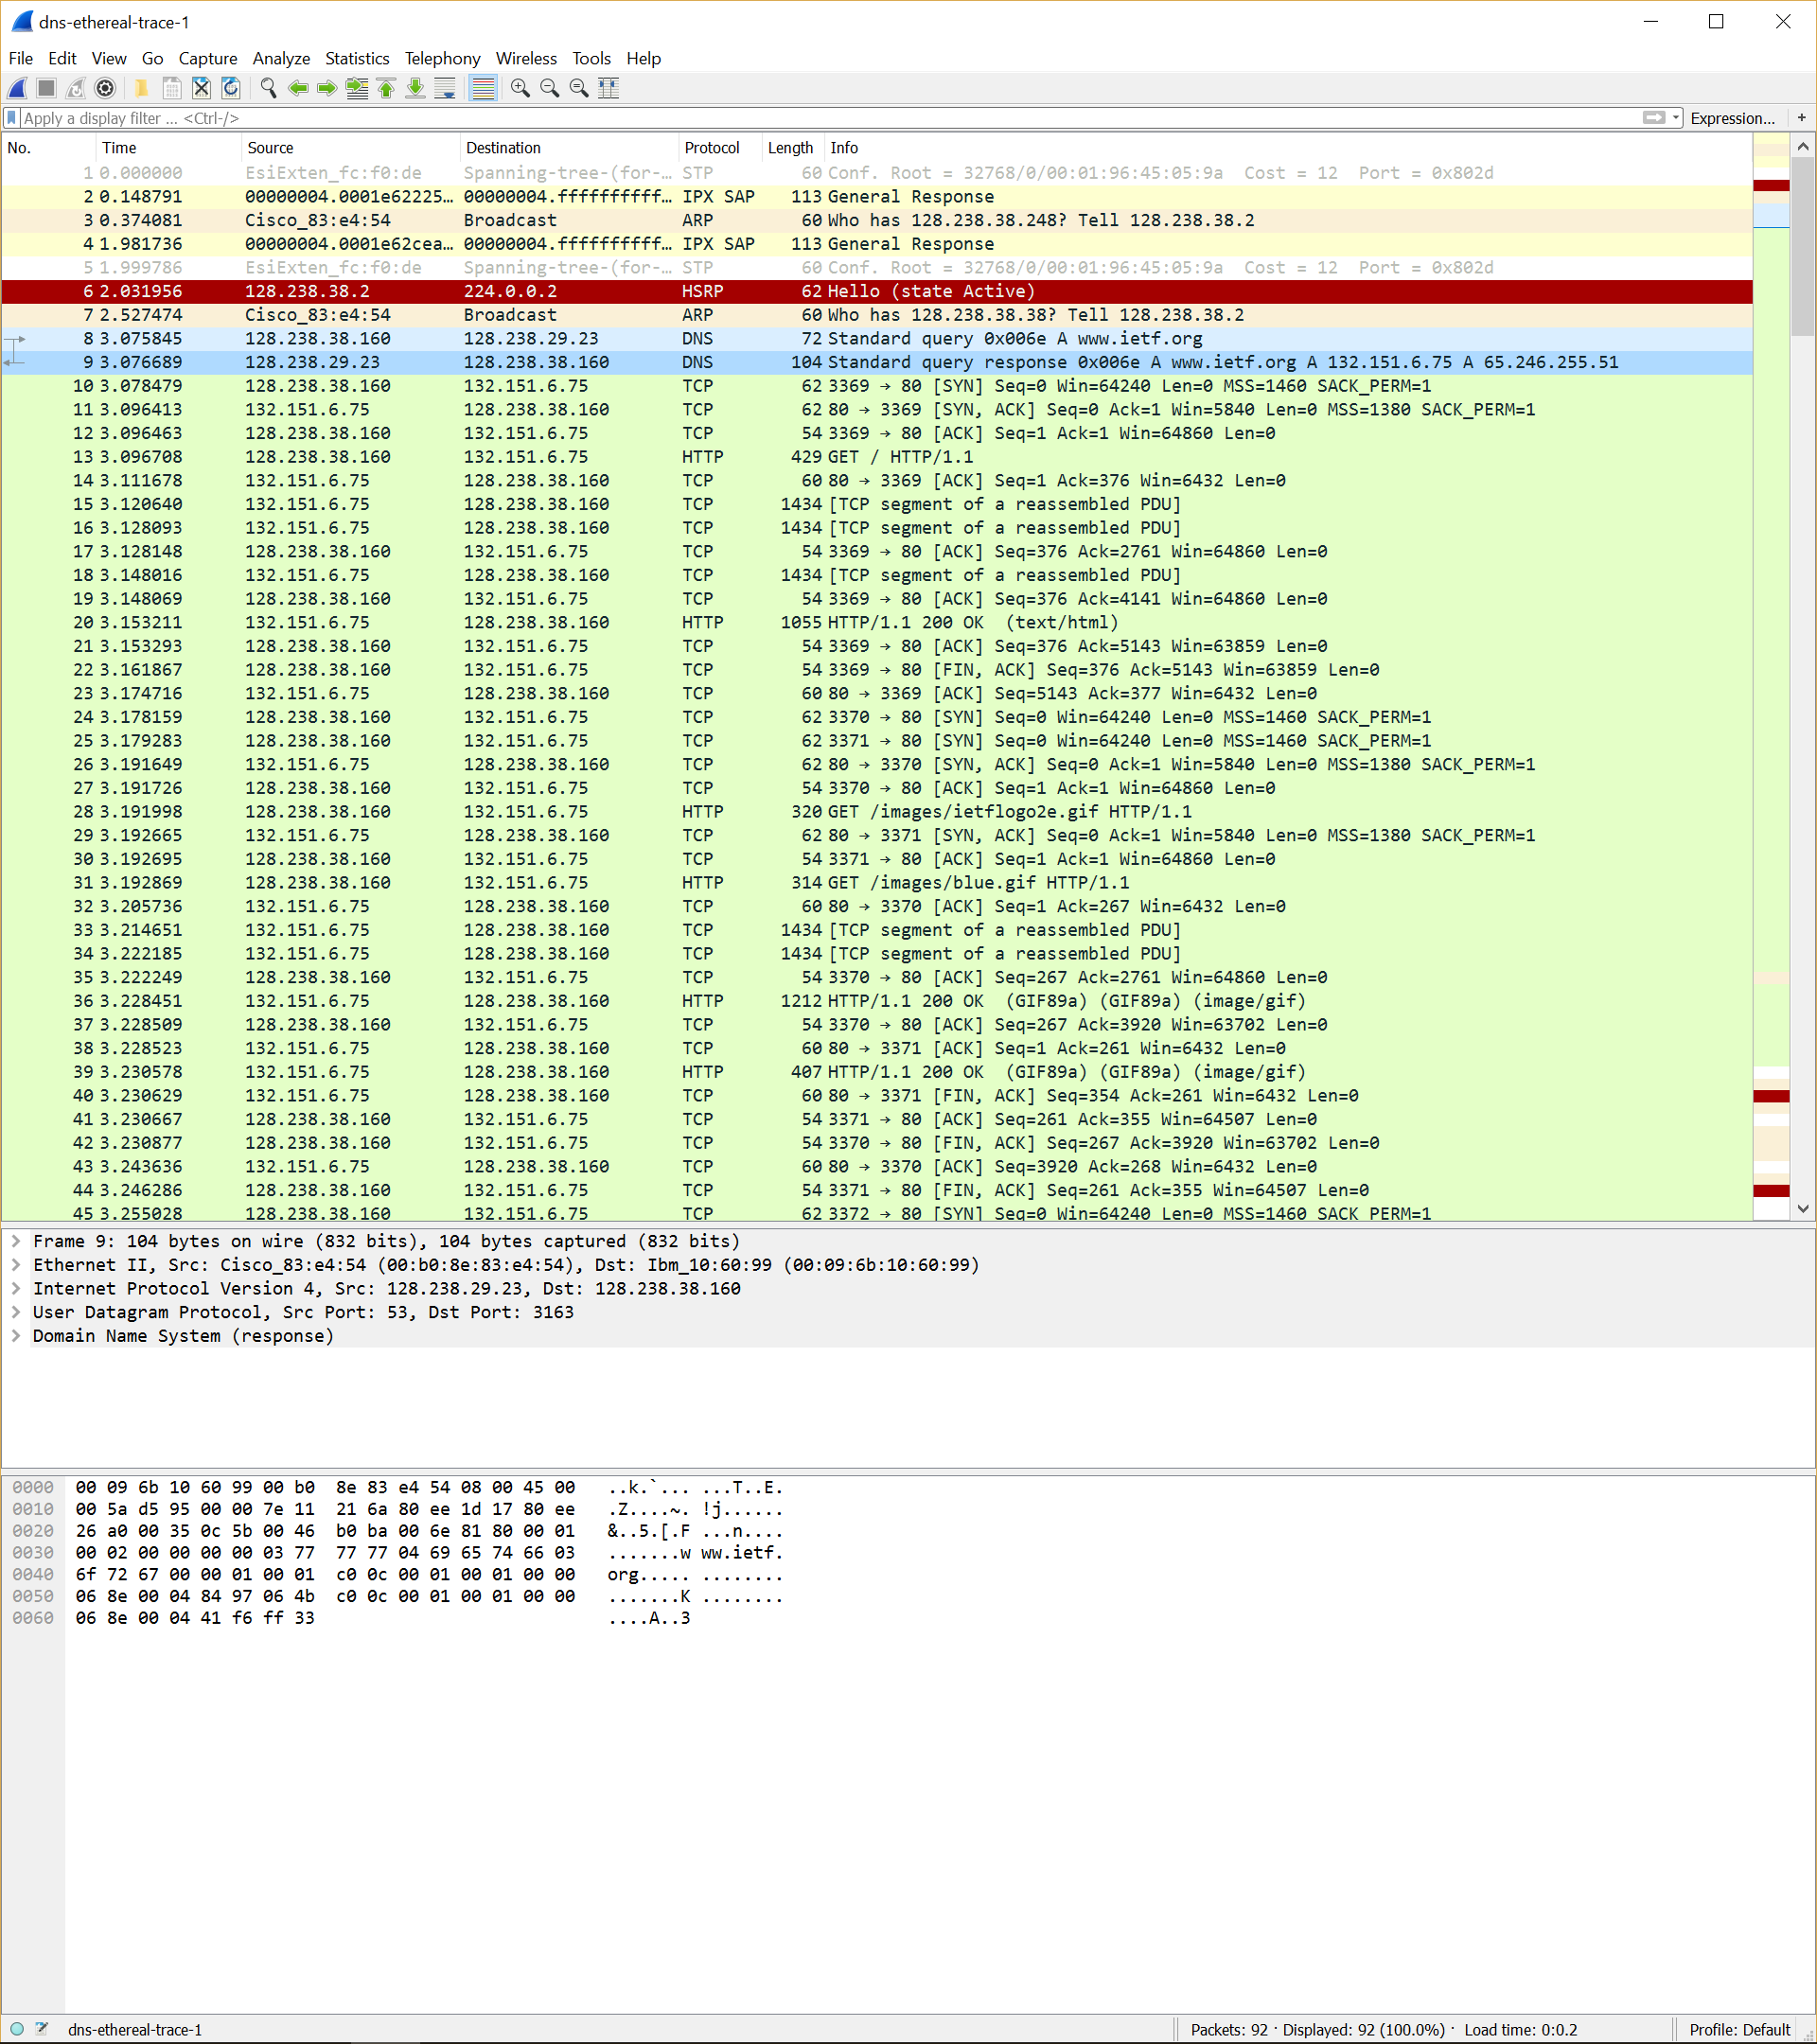 dns-ethereal-trace-1
File Edit View Go Capture Analyze Statistics Telephony Wireless Tools Help
Apply a display filter ... <Ctrl-/> Expression... +
No. Time Source Destination Protocol Length Info
1 0.000000 EsiExten_fc:f0:de Spanning-tree-(for-… STP 60 Conf. Root = 32768/0/00:01:96:45:05:9a  Cost = 12  Port = 0x802d
2 0.148791 00000004.0001e62225… 00000004.ffffffffff… IPX SAP 113 General Response
3 0.374081 Cisco_83:e4:54 Broadcast ARP 60 Who has 128.238.38.248? Tell 128.238.38.2
4 1.981736 00000004.0001e62cea… 00000004.ffffffffff… IPX SAP 113 General Response
5 1.999786 EsiExten_fc:f0:de Spanning-tree-(for-… STP 60 Conf. Root = 32768/0/00:01:96:45:05:9a  Cost = 12  Port = 0x802d
6 2.031956 128.238.38.2 224.0.0.2 HSRP 62 Hello (state Active)
7 2.527474 Cisco_83:e4:54 Broadcast ARP 60 Who has 128.238.38.38? Tell 128.238.38.2
8 3.075845 128.238.38.160 128.238.29.23 DNS 72 Standard query 0x006e A www.ietf.org
9 3.076689 128.238.29.23 128.238.38.160 DNS 104 Standard query response 0x006e A www.ietf.org A 132.151.6.75 A 65.246.255.51
10 3.078479 128.238.38.160 132.151.6.75 TCP 62 3369 → 80 [SYN] Seq=0 Win=64240 Len=0 MSS=1460 SACK_PERM=1
11 3.096413 132.151.6.75 128.238.38.160 TCP 62 80 → 3369 [SYN, ACK] Seq=0 Ack=1 Win=5840 Len=0 MSS=1380 SACK_PERM=1
12 3.096463 128.238.38.160 132.151.6.75 TCP 54 3369 → 80 [ACK] Seq=1 Ack=1 Win=64860 Len=0
13 3.096708 128.238.38.160 132.151.6.75 HTTP 429 GET / HTTP/1.1
14 3.111678 132.151.6.75 128.238.38.160 TCP 60 80 → 3369 [ACK] Seq=1 Ack=376 Win=6432 Len=0
15 3.120640 132.151.6.75 128.238.38.160 TCP 1434 [TCP segment of a reassembled PDU]
16 3.128093 132.151.6.75 128.238.38.160 TCP 1434 [TCP segment of a reassembled PDU]
17 3.128148 128.238.38.160 132.151.6.75 TCP 54 3369 → 80 [ACK] Seq=376 Ack=2761 Win=64860 Len=0
18 3.148016 132.151.6.75 128.238.38.160 TCP 1434 [TCP segment of a reassembled PDU]
19 3.148069 128.238.38.160 132.151.6.75 TCP 54 3369 → 80 [ACK] Seq=376 Ack=4141 Win=64860 Len=0
20 3.153211 132.151.6.75 128.238.38.160 HTTP 1055 HTTP/1.1 200 OK  (text/html)
21 3.153293 128.238.38.160 132.151.6.75 TCP 54 3369 → 80 [ACK] Seq=376 Ack=5143 Win=63859 Len=0
22 3.161867 128.238.38.160 132.151.6.75 TCP 54 3369 → 80 [FIN, ACK] Seq=376 Ack=5143 Win=63859 Len=0
23 3.174716 132.151.6.75 128.238.38.160 TCP 60 80 → 3369 [ACK] Seq=5143 Ack=377 Win=6432 Len=0
24 3.178159 128.238.38.160 132.151.6.75 TCP 62 3370 → 80 [SYN] Seq=0 Win=64240 Len=0 MSS=1460 SACK_PERM=1
25 3.179283 128.238.38.160 132.151.6.75 TCP 62 3371 → 80 [SYN] Seq=0 Win=64240 Len=0 MSS=1460 SACK_PERM=1
26 3.191649 132.151.6.75 128.238.38.160 TCP 62 80 → 3370 [SYN, ACK] Seq=0 Ack=1 Win=5840 Len=0 MSS=1380 SACK_PERM=1
27 3.191726 128.238.38.160 132.151.6.75 TCP 54 3370 → 80 [ACK] Seq=1 Ack=1 Win=64860 Len=0
28 3.191998 128.238.38.160 132.151.6.75 HTTP 320 GET /images/ietflogo2e.gif HTTP/1.1
29 3.192665 132.151.6.75 128.238.38.160 TCP 62 80 → 3371 [SYN, ACK] Seq=0 Ack=1 Win=5840 Len=0 MSS=1380 SACK_PERM=1
30 3.192695 128.238.38.160 132.151.6.75 TCP 54 3371 → 80 [ACK] Seq=1 Ack=1 Win=64860 Len=0
31 3.192869 128.238.38.160 132.151.6.75 HTTP 314 GET /images/blue.gif HTTP/1.1
32 3.205736 132.151.6.75 128.238.38.160 TCP 60 80 → 3370 [ACK] Seq=1 Ack=267 Win=6432 Len=0
33 3.214651 132.151.6.75 128.238.38.160 TCP 1434 [TCP segment of a reassembled PDU]
34 3.222185 132.151.6.75 128.238.38.160 TCP 1434 [TCP segment of a reassembled PDU]
35 3.222249 128.238.38.160 132.151.6.75 TCP 54 3370 → 80 [ACK] Seq=267 Ack=2761 Win=64860 Len=0
36 3.228451 132.151.6.75 128.238.38.160 HTTP 1212 HTTP/1.1 200 OK  (GIF89a) (GIF89a) (image/gif)
37 3.228509 128.238.38.160 132.151.6.75 TCP 54 3370 → 80 [ACK] Seq=267 Ack=3920 Win=63702 Len=0
38 3.228523 132.151.6.75 128.238.38.160 TCP 60 80 → 3371 [ACK] Seq=1 Ack=261 Win=6432 Len=0
39 3.230578 132.151.6.75 128.238.38.160 HTTP 407 HTTP/1.1 200 OK  (GIF89a) (GIF89a) (image/gif)
40 3.230629 132.151.6.75 128.238.38.160 TCP 60 80 → 3371 [FIN, ACK] Seq=354 Ack=261 Win=6432 Len=0
41 3.230667 128.238.38.160 132.151.6.75 TCP 54 3371 → 80 [ACK] Seq=261 Ack=355 Win=64507 Len=0
42 3.230877 128.238.38.160 132.151.6.75 TCP 54 3370 → 80 [FIN, ACK] Seq=267 Ack=3920 Win=63702 Len=0
43 3.243636 132.151.6.75 128.238.38.160 TCP 60 80 → 3370 [ACK] Seq=3920 Ack=268 Win=6432 Len=0
44 3.246286 128.238.38.160 132.151.6.75 TCP 54 3371 → 80 [FIN, ACK] Seq=261 Ack=355 Win=64507 Len=0
45 3.255028 128.238.38.160 132.151.6.75 TCP 62 3372 → 80 [SYN] Seq=0 Win=64240 Len=0 MSS=1460 SACK_PERM=1
Frame 9: 104 bytes on wire (832 bits), 104 bytes captured (832 bits)
Ethernet II, Src: Cisco_83:e4:54 (00:b0:8e:83:e4:54), Dst: Ibm_10:60:99 (00:09:6b:10:60:99)
Internet Protocol Version 4, Src: 128.238.29.23, Dst: 128.238.38.160
User Datagram Protocol, Src Port: 53, Dst Port: 3163
Domain Name System (response)
0000 00 09 6b 10 60 99 00 b0  8e 83 e4 54 08 00 45 00 ..k.`... ...T..E.
0010 00 5a d5 95 00 00 7e 11  21 6a 80 ee 1d 17 80 ee .Z....~. !j......
0020 26 a0 00 35 0c 5b 00 46  b0 ba 00 6e 81 80 00 01 &..5.[.F ...n....
0030 00 02 00 00 00 00 03 77  77 77 04 69 65 74 66 03 .......w ww.ietf.
0040 6f 72 67 00 00 01 00 01  c0 0c 00 01 00 01 00 00 org..... ........
0050 06 8e 00 04 84 97 06 4b  c0 0c 00 01 00 01 00 00 .......K ........
0060 06 8e 00 04 41 f6 ff 33 ....A..3
dns-ethereal-trace-1 Packets: 92 · Displayed: 92 (100.0%) · Load time: 0:0.2 Profile: Default